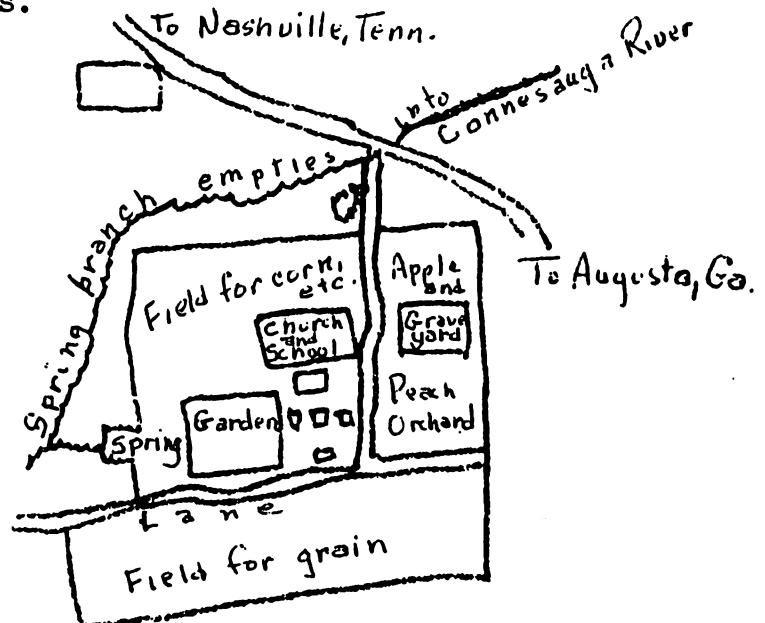 s.
To Nashville, Tenn.
Spring branch empties into Connesauga River
To Augusta, Ga.
Field for corn, etc.
Apple and
Grave yard
Peach Orchard
Church and School
Garden
Spring
Lane
Field for grain